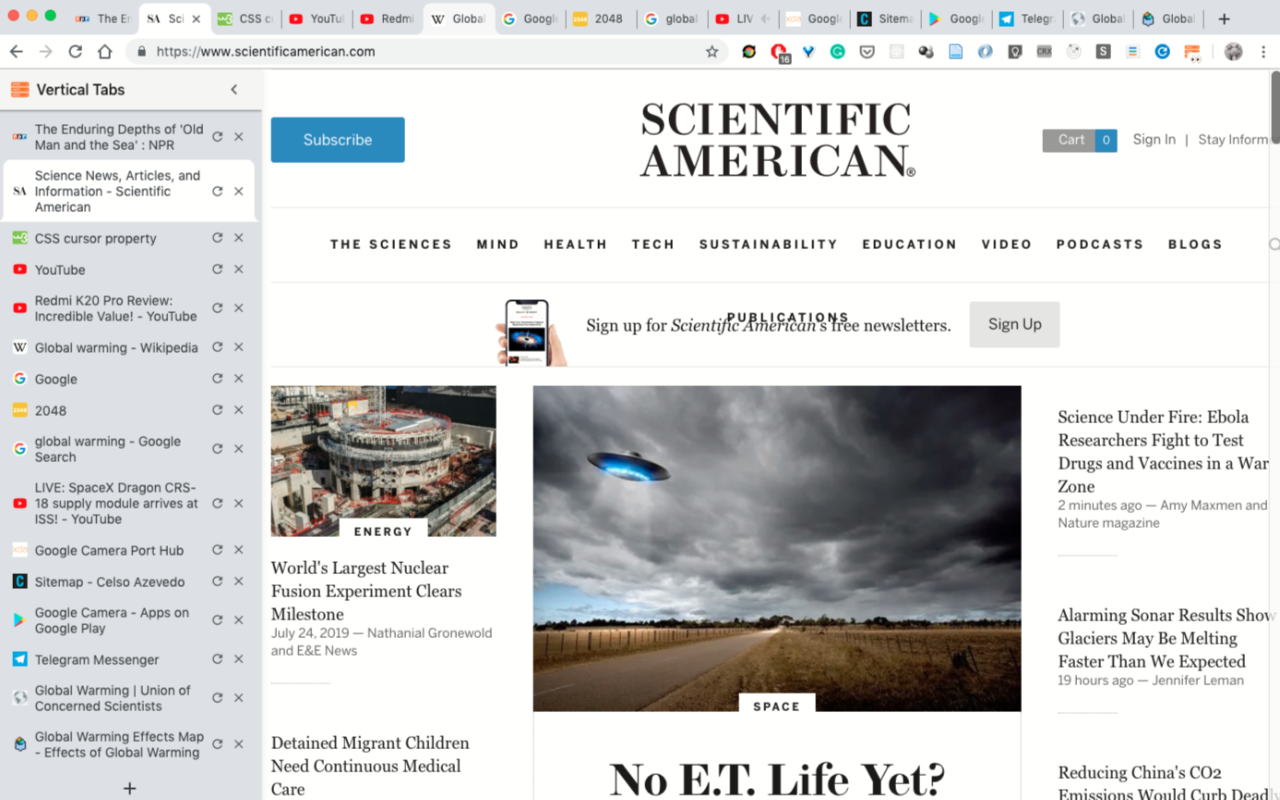 The En
Sci
CSS c
YouTu
Redmi
Global
Googl
2048
global
LIV
Googl
Sitema
Googl
Telegr
Global
Global
https://www.scientificamerican.com
16
CRX
S
Vertical Tabs
The Enduring Depths of 'Old
Man and the Sea' : NPR
SA
Science News, Articles, and
Information - Scientific
American
CSS cursor property
YouTube
Redmi K20 Pro Review:
Incredible Value! - YouTube
W
Global warming - Wikipedia
Google
2048
global warming - Google
Search
LIVE: SpaceX Dragon CRS-
18 supply module arrives at
ISS! - YouTube
Google Camera Port Hub
Sitemap - Celso Azevedo
Google Camera - Apps on
Google Play
Telegram Messenger
Global Warming | Union of
Concerned Scientists
Global Warming Effects Map
- Effects of Global Warming
Subscribe
SCIENTIFIC
AMERICAN®
Cart 0
Sign In | Stay Inform
THE SCIENCES MIND HEALTH TECH SUSTAINABILITY EDUCATION VIDEO PODCASTS BLOGS
PUBLICATIONS
Sign up for Scientific American's free newsletters.
Sign Up
ENERGY
World's Largest Nuclear
Fusion Experiment Clears
Milestone
July 24, 2019 — Nathanial Gronewold
and E&E News
Detained Migrant Children
Need Continuous Medical
Care
SPACE
No E.T. Life Yet?
Science Under Fire: Ebola
Researchers Fight to Test
Drugs and Vaccines in a War
Zone
2 minutes ago — Amy Maxmen and
Nature magazine
Alarming Sonar Results Show
Glaciers May Be Melting
Faster Than We Expected
19 hours ago — Jennifer Leman
Reducing China's CO2
Emissions Would Curb Deadly